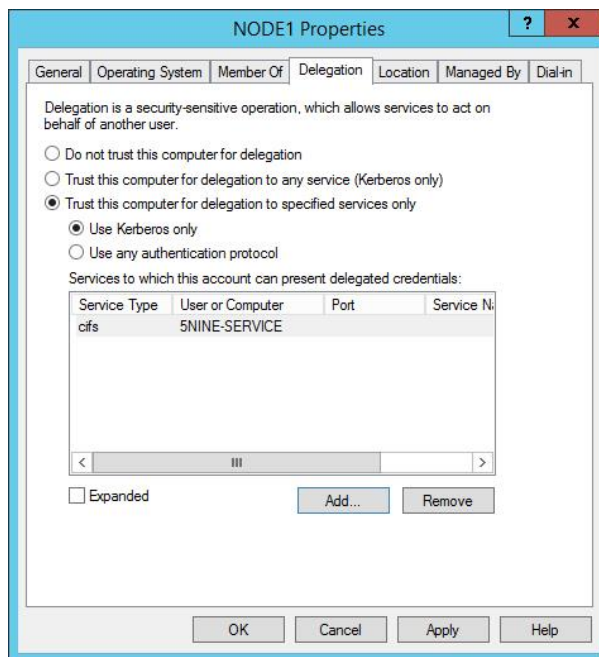 NODE1 Properties
? x
General Operating System Member Of Delegation Location Managed By Dial-in
Delegation is a security-sensitive operation, which allows services to act on
behalf of another user.
Do not trust this computer for delegation
Trust this computer for delegation to any service (Kerberos only)
Trust this computer for delegation to specified services only
Use Kerberos only
Use any authentication protocol
Services to which this account can present delegated credentials:
Service Type User or Computer Port Service Na
cifs 5NINE-SERVICE
Expanded Add... Remove
OK Cancel Apply Help